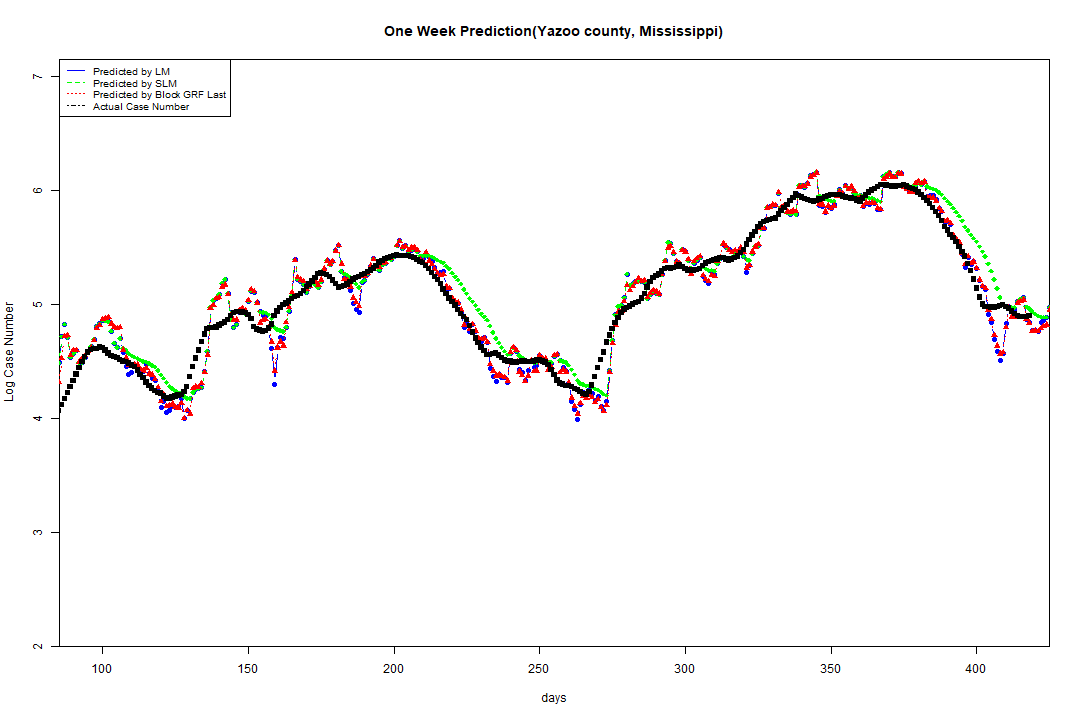 One Week Prediction(Yazoo county, Mississippi)
Predicted by LM
Predicted by SLM
Predicted by Block GRF Last
Actual Case Number
7
6
5
4
3
2
Log Case Number
100 150 200 250 300 350 400
days